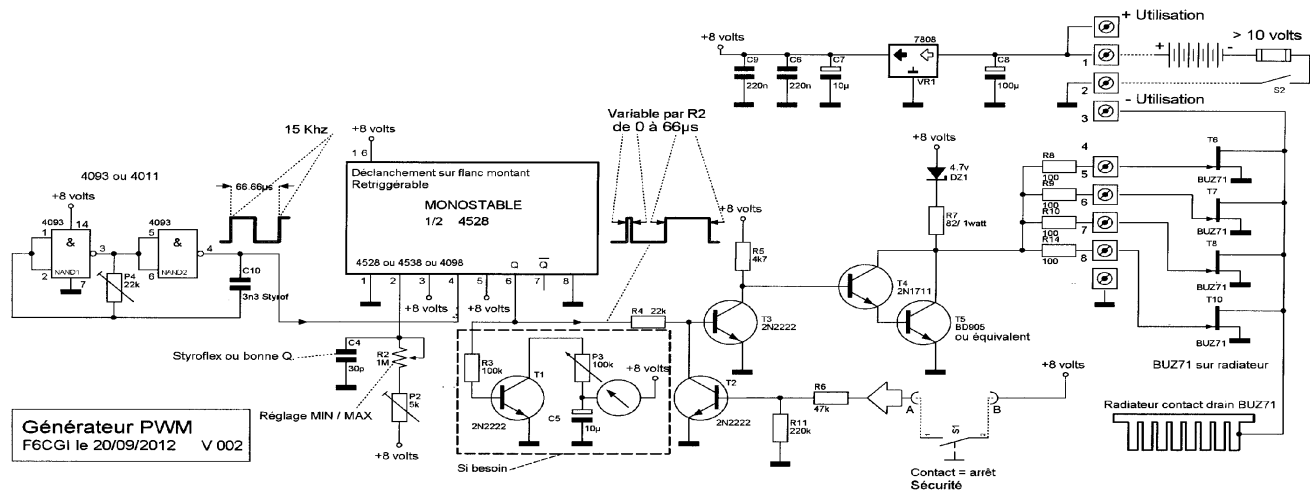 + Utilisation
> 10 volts
+8 volts
7808
C9
220n
C6
220n
C7
10µ
VR1
C8
100µ
1
+
-
2
S2
- Utilisation
3
15 Khz
+8 volts
1 6
Variable par R2
de 0 à 66µs
+8 volts
4
4093 ou 4011
+8 volts
66.66µs
Déclanchement sur flanc montant
Retriggérable
MONOSTABLE
1/2 4528
4.7v
DZ1
R8
100
5
T6
BUZ71
R9
100
6
T7
BUZ71
R10
100
7
T8
BUZ71
R14
100
8
T10
BUZ71
4093
14
1
&
2
NAND1
7
3
4093
5
&
6
NAND2
4
P4
22k
C10
3n3 Styrof
+8 volts
R5
4k7
R7
82/ 1watt
4528 ou 4538 ou 4098
Q
Q
1
2
3
4
5
6
7
8
+8 volts
+8 volts
T4
2N1711
R4 22k
T3
2N2222
T5
BD905
ou équivalent
Styroflex ou bonne Q.
C4
30p
R2
1M
Réglage MIN / MAX
P2
5k
+8 volts
R3
100k
T1
2N2222
P3
100k
+8 volts
C5
10µ
T2
2N2222
R6
47k
R11
220k
A
B
S1
+8 volts
Contact = arrêt
Sécurité
BUZ71 sur radiateur
Radiateur contact drain BUZ71
Si besoin
Générateur PWM
F6CGI le 20/09/2012 V 002